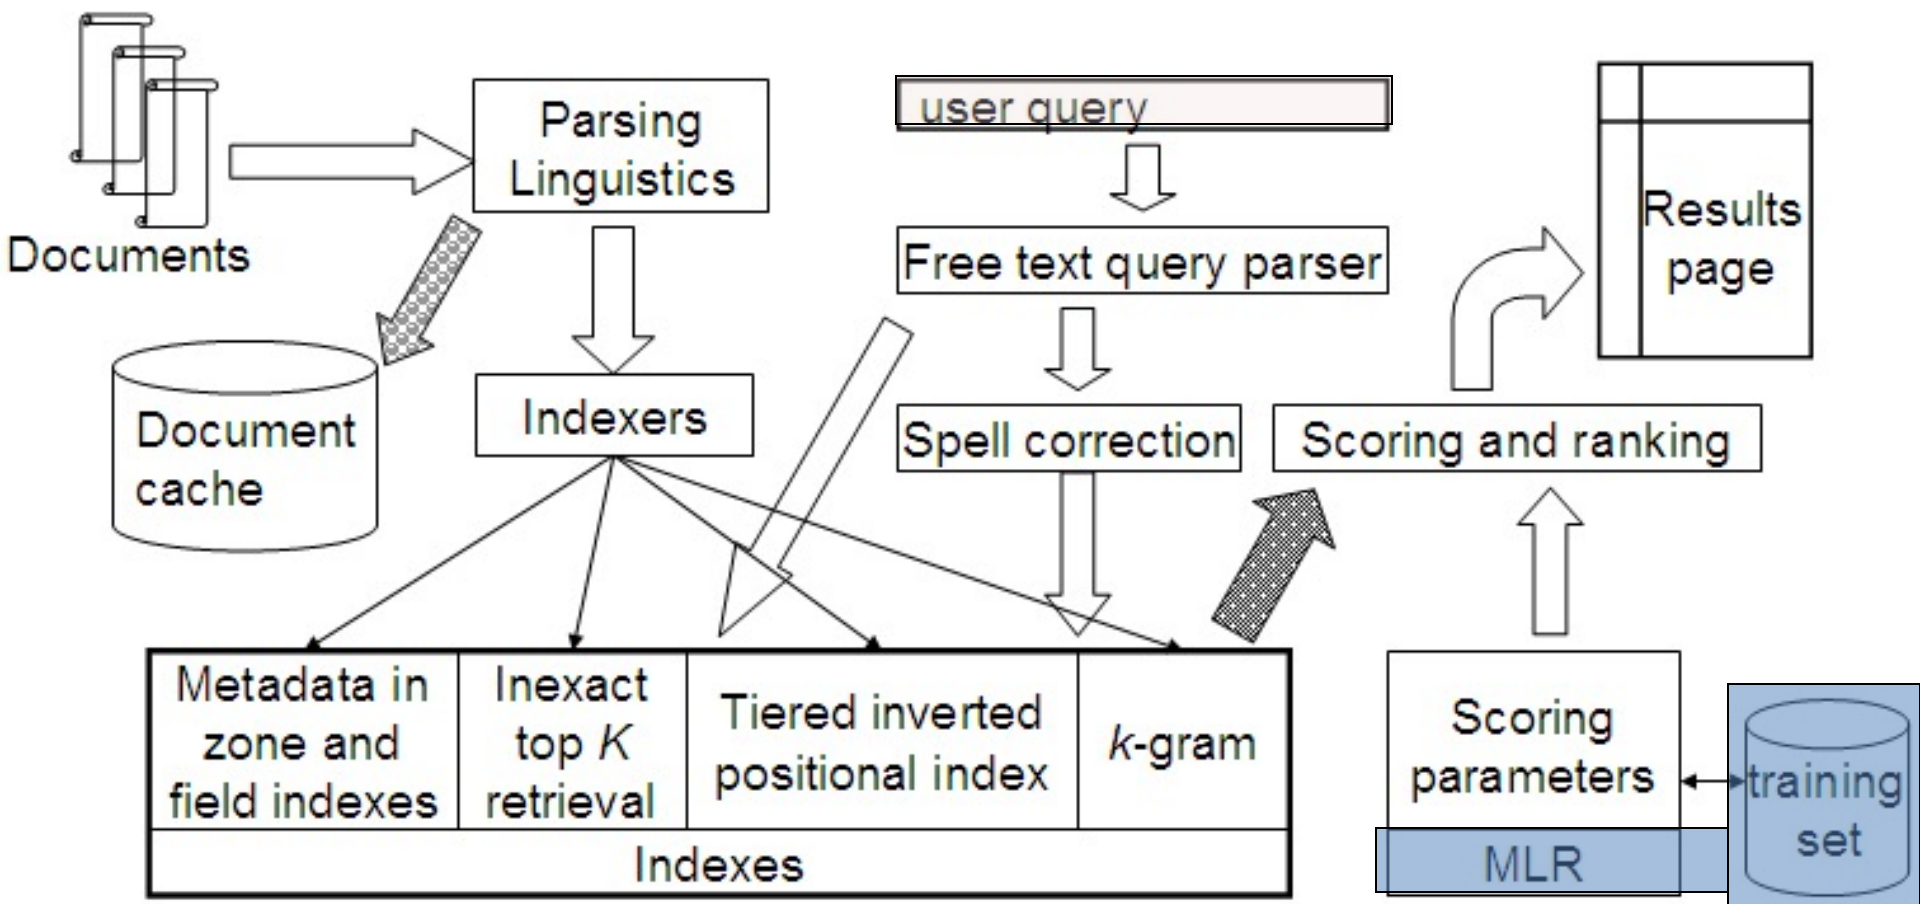 Documents
Parsing
Linguistics
Document
cache
Indexers
user query
Free text query parser
Spell correction
Scoring and ranking
Results
page
Metadata in
zone and
field indexes
Inexact
top K
retrieval
Tiered inverted
positional index
k-gram
Indexes
Scoring
parameters
MLR
training
set